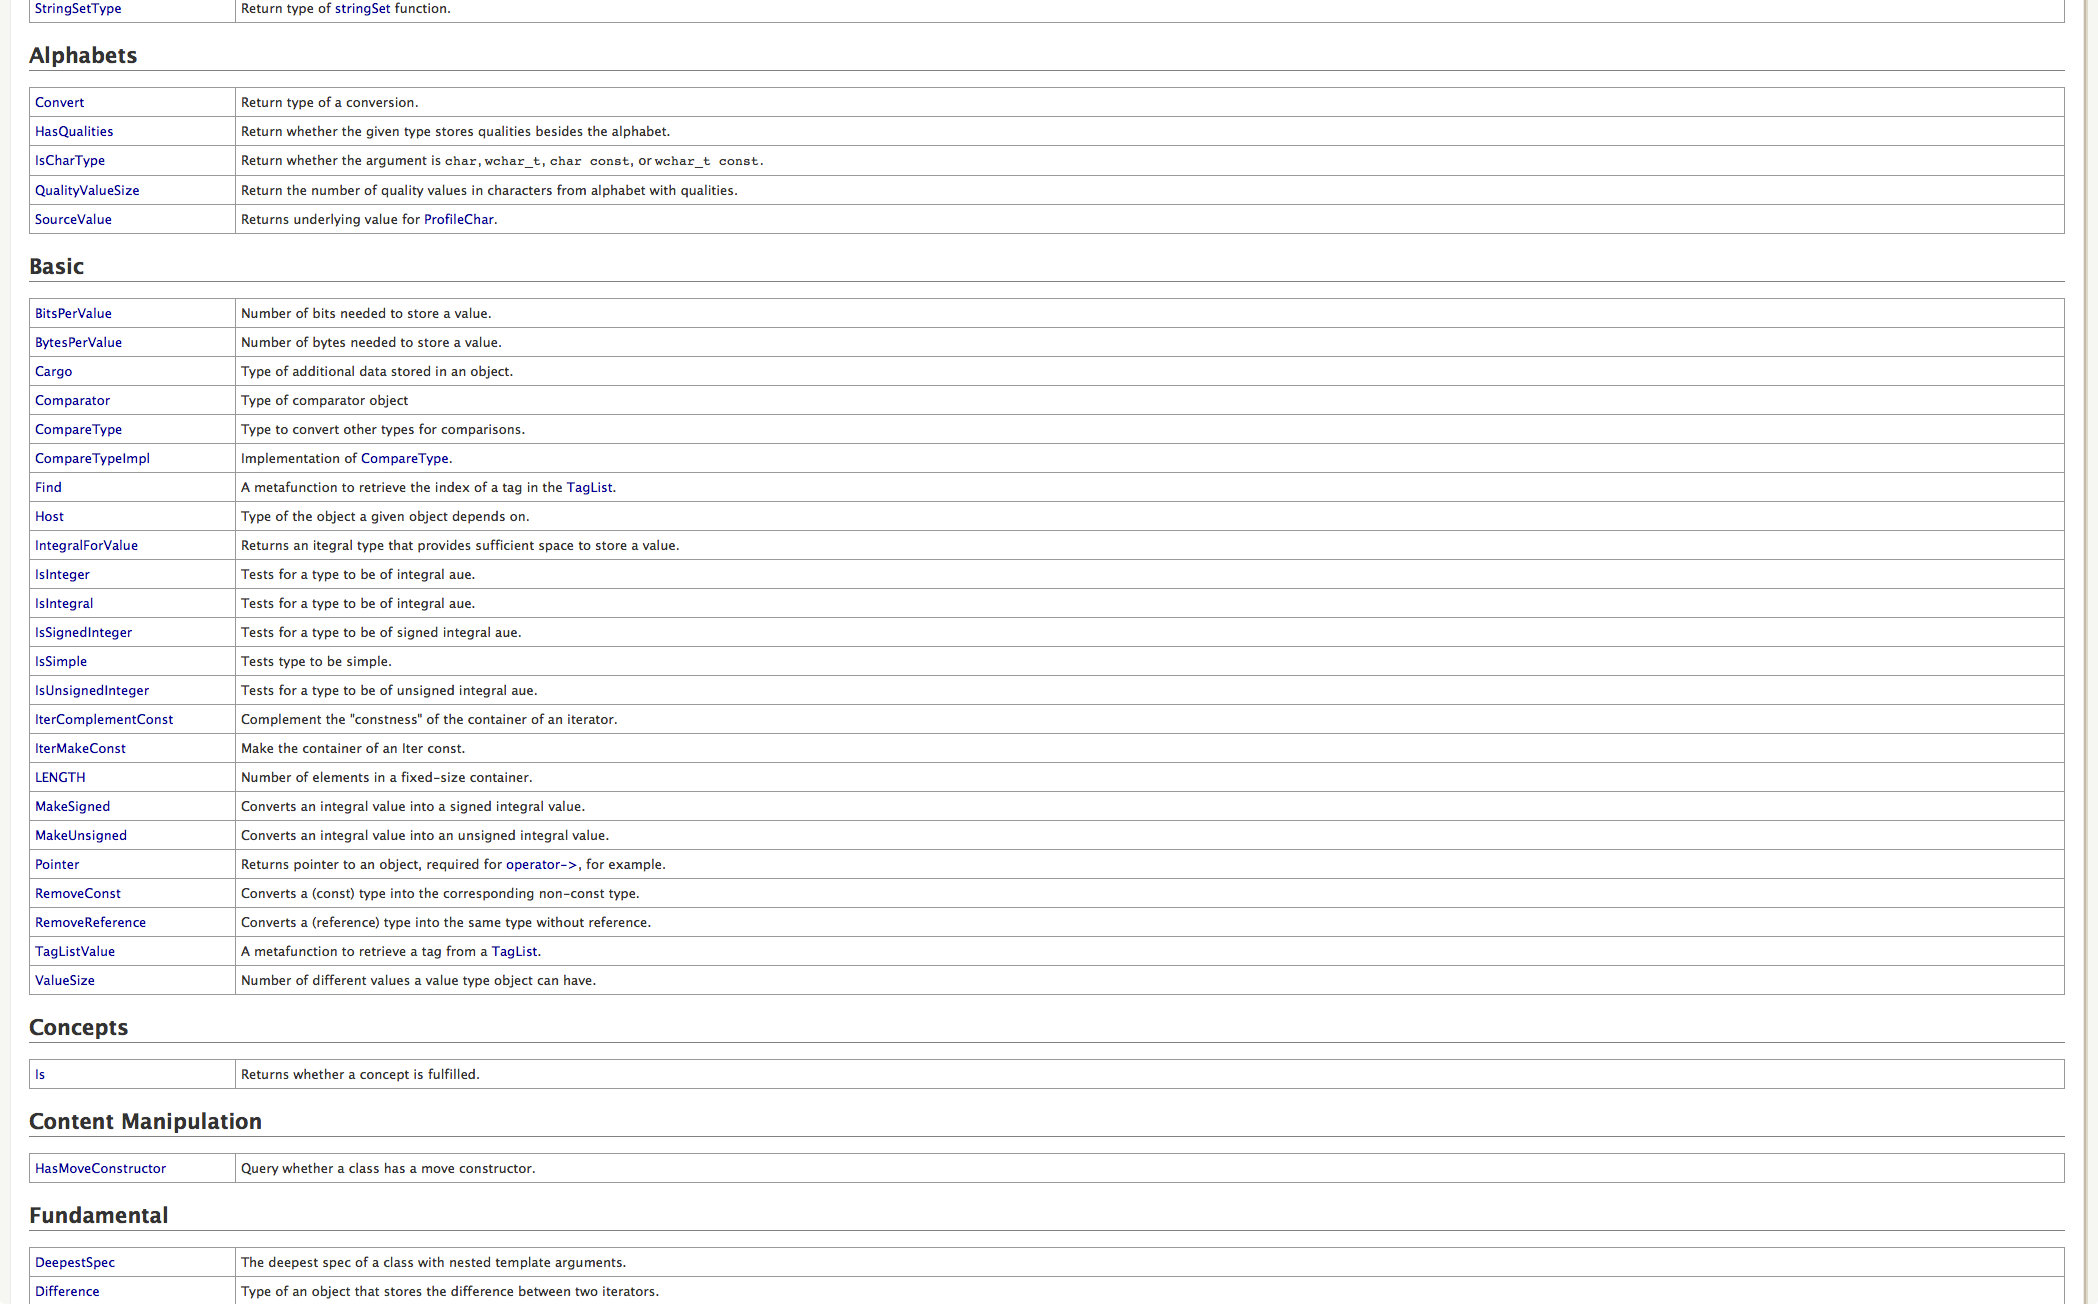 StringSetType Return type of stringSet function.
Alphabets
Convert Return type of a conversion.
HasQualities Return whether the given type stores qualities besides the alphabet.
IsCharType Return whether the argument is char, wchar_t, char const, or wchar_t const.
QualityValueSize Return the number of quality values in characters from alphabet with qualities.
SourceValue Returns underlying value for ProfileChar.
Basic
BitsPerValue Number of bits needed to store a value.
BytesPerValue Number of bytes needed to store a value.
Cargo Type of additional data stored in an object.
Comparator Type of comparator object
CompareType Type to convert other types for comparisons.
CompareTypeImpl Implementation of CompareType.
Find A metafunction to retrieve the index of a tag in the TagList.
Host Type of the object a given object depends on.
IntegralForValue Returns an itegral type that provides sufficient space to store a value.
IsInteger Tests for a type to be of integral aue.
IsIntegral Tests for a type to be of integral aue.
IsSignedInteger Tests for a type to be of signed integral aue.
IsSimple Tests type to be simple.
IsUnsignedInteger Tests for a type to be of unsigned integral aue.
IterComplementConst Complement the "constness" of the container of an iterator.
IterMakeConst Make the container of an Iter const.
LENGTH Number of elements in a fixed-size container.
MakeSigned Converts an integral value into a signed integral value.
MakeUnsigned Converts an integral value into an unsigned integral value.
Pointer Returns pointer to an object, required for operator->, for example.
RemoveConst Converts a (const) type into the corresponding non-const type.
RemoveReference Converts a (reference) type into the same type without reference.
TagListValue A metafunction to retrieve a tag from a TagList.
ValueSize Number of different values a value type object can have.
Concepts
Is Returns whether a concept is fulfilled.
Content Manipulation
HasMoveConstructor Query whether a class has a move constructor.
Fundamental
DeepestSpec The deepest spec of a class with nested template arguments.
Difference Type of an object that stores the difference between two iterators.